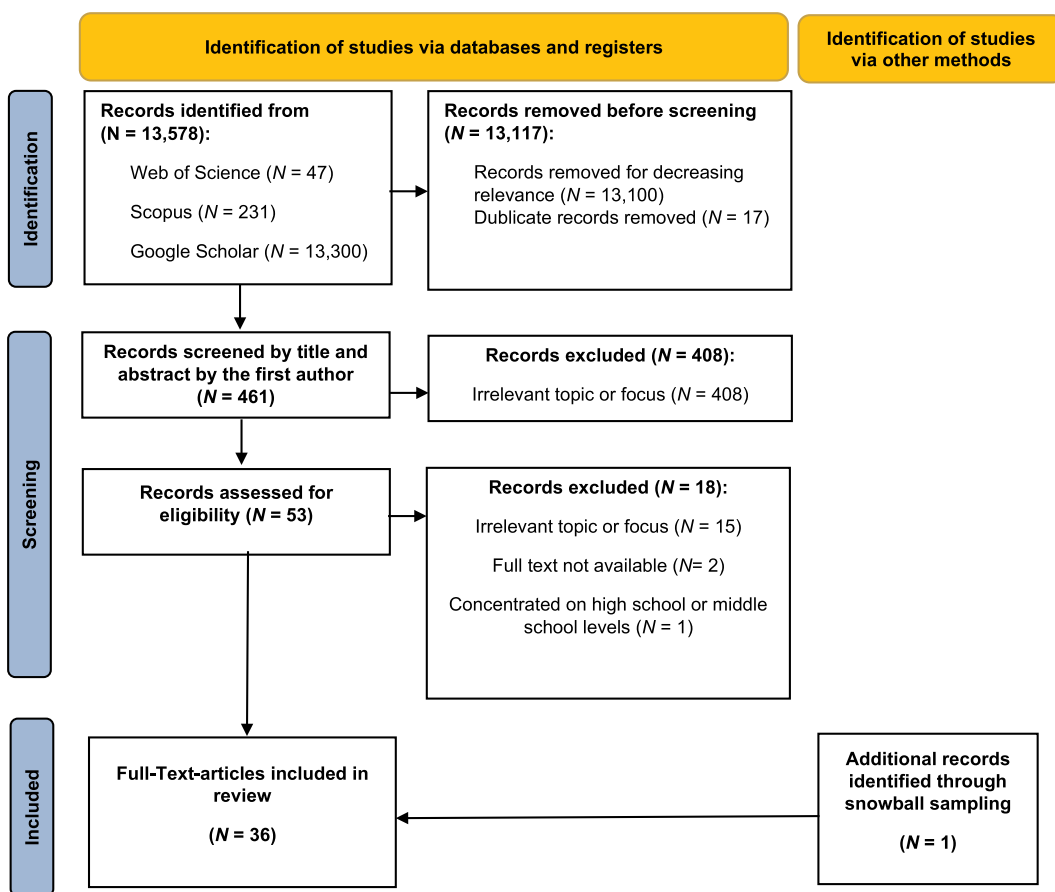 Identification of studies via databases and registers
Identification of studies
via other methods
Identification
Records identified from
(N = 13,578):
Web of Science (N = 47)
Scopus (N = 231)
Google Scholar (N = 13,300)
Records removed before screening
(N = 13,117):
Records removed for decreasing
relevance (N = 13,100)
Dublicate records removed (N = 17)
Screening
Records screened by title and
abstract by the first author
(N = 461)
Records excluded (N = 408):
Irrelevant topic or focus (N = 408)
Records assessed for
eligibility (N = 53)
Records excluded (N = 18):
Irrelevant topic or focus (N = 15)
Full text not available (N= 2)
Concentrated on high school or middle
school levels (N = 1)
Included
Full-Text-articles included in
review
(N = 36)
Additional records
identified through
snowball sampling
(N = 1)